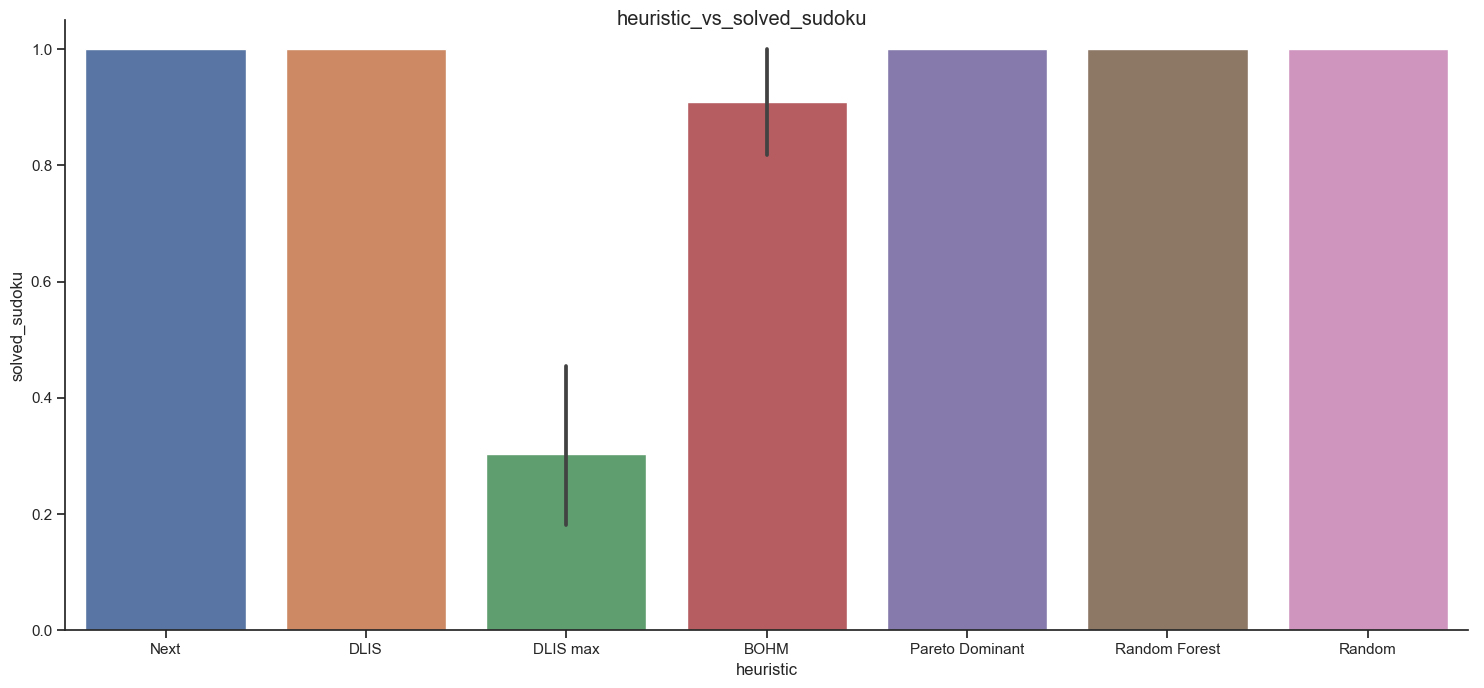 heuristic_vs_solved_sudoku
1.0
0.8
0.6
0.4
0.2
0.0
solved_sudoku
Next DLIS DLIS max BOHM Pareto Dominant Random Forest Random
heuristic